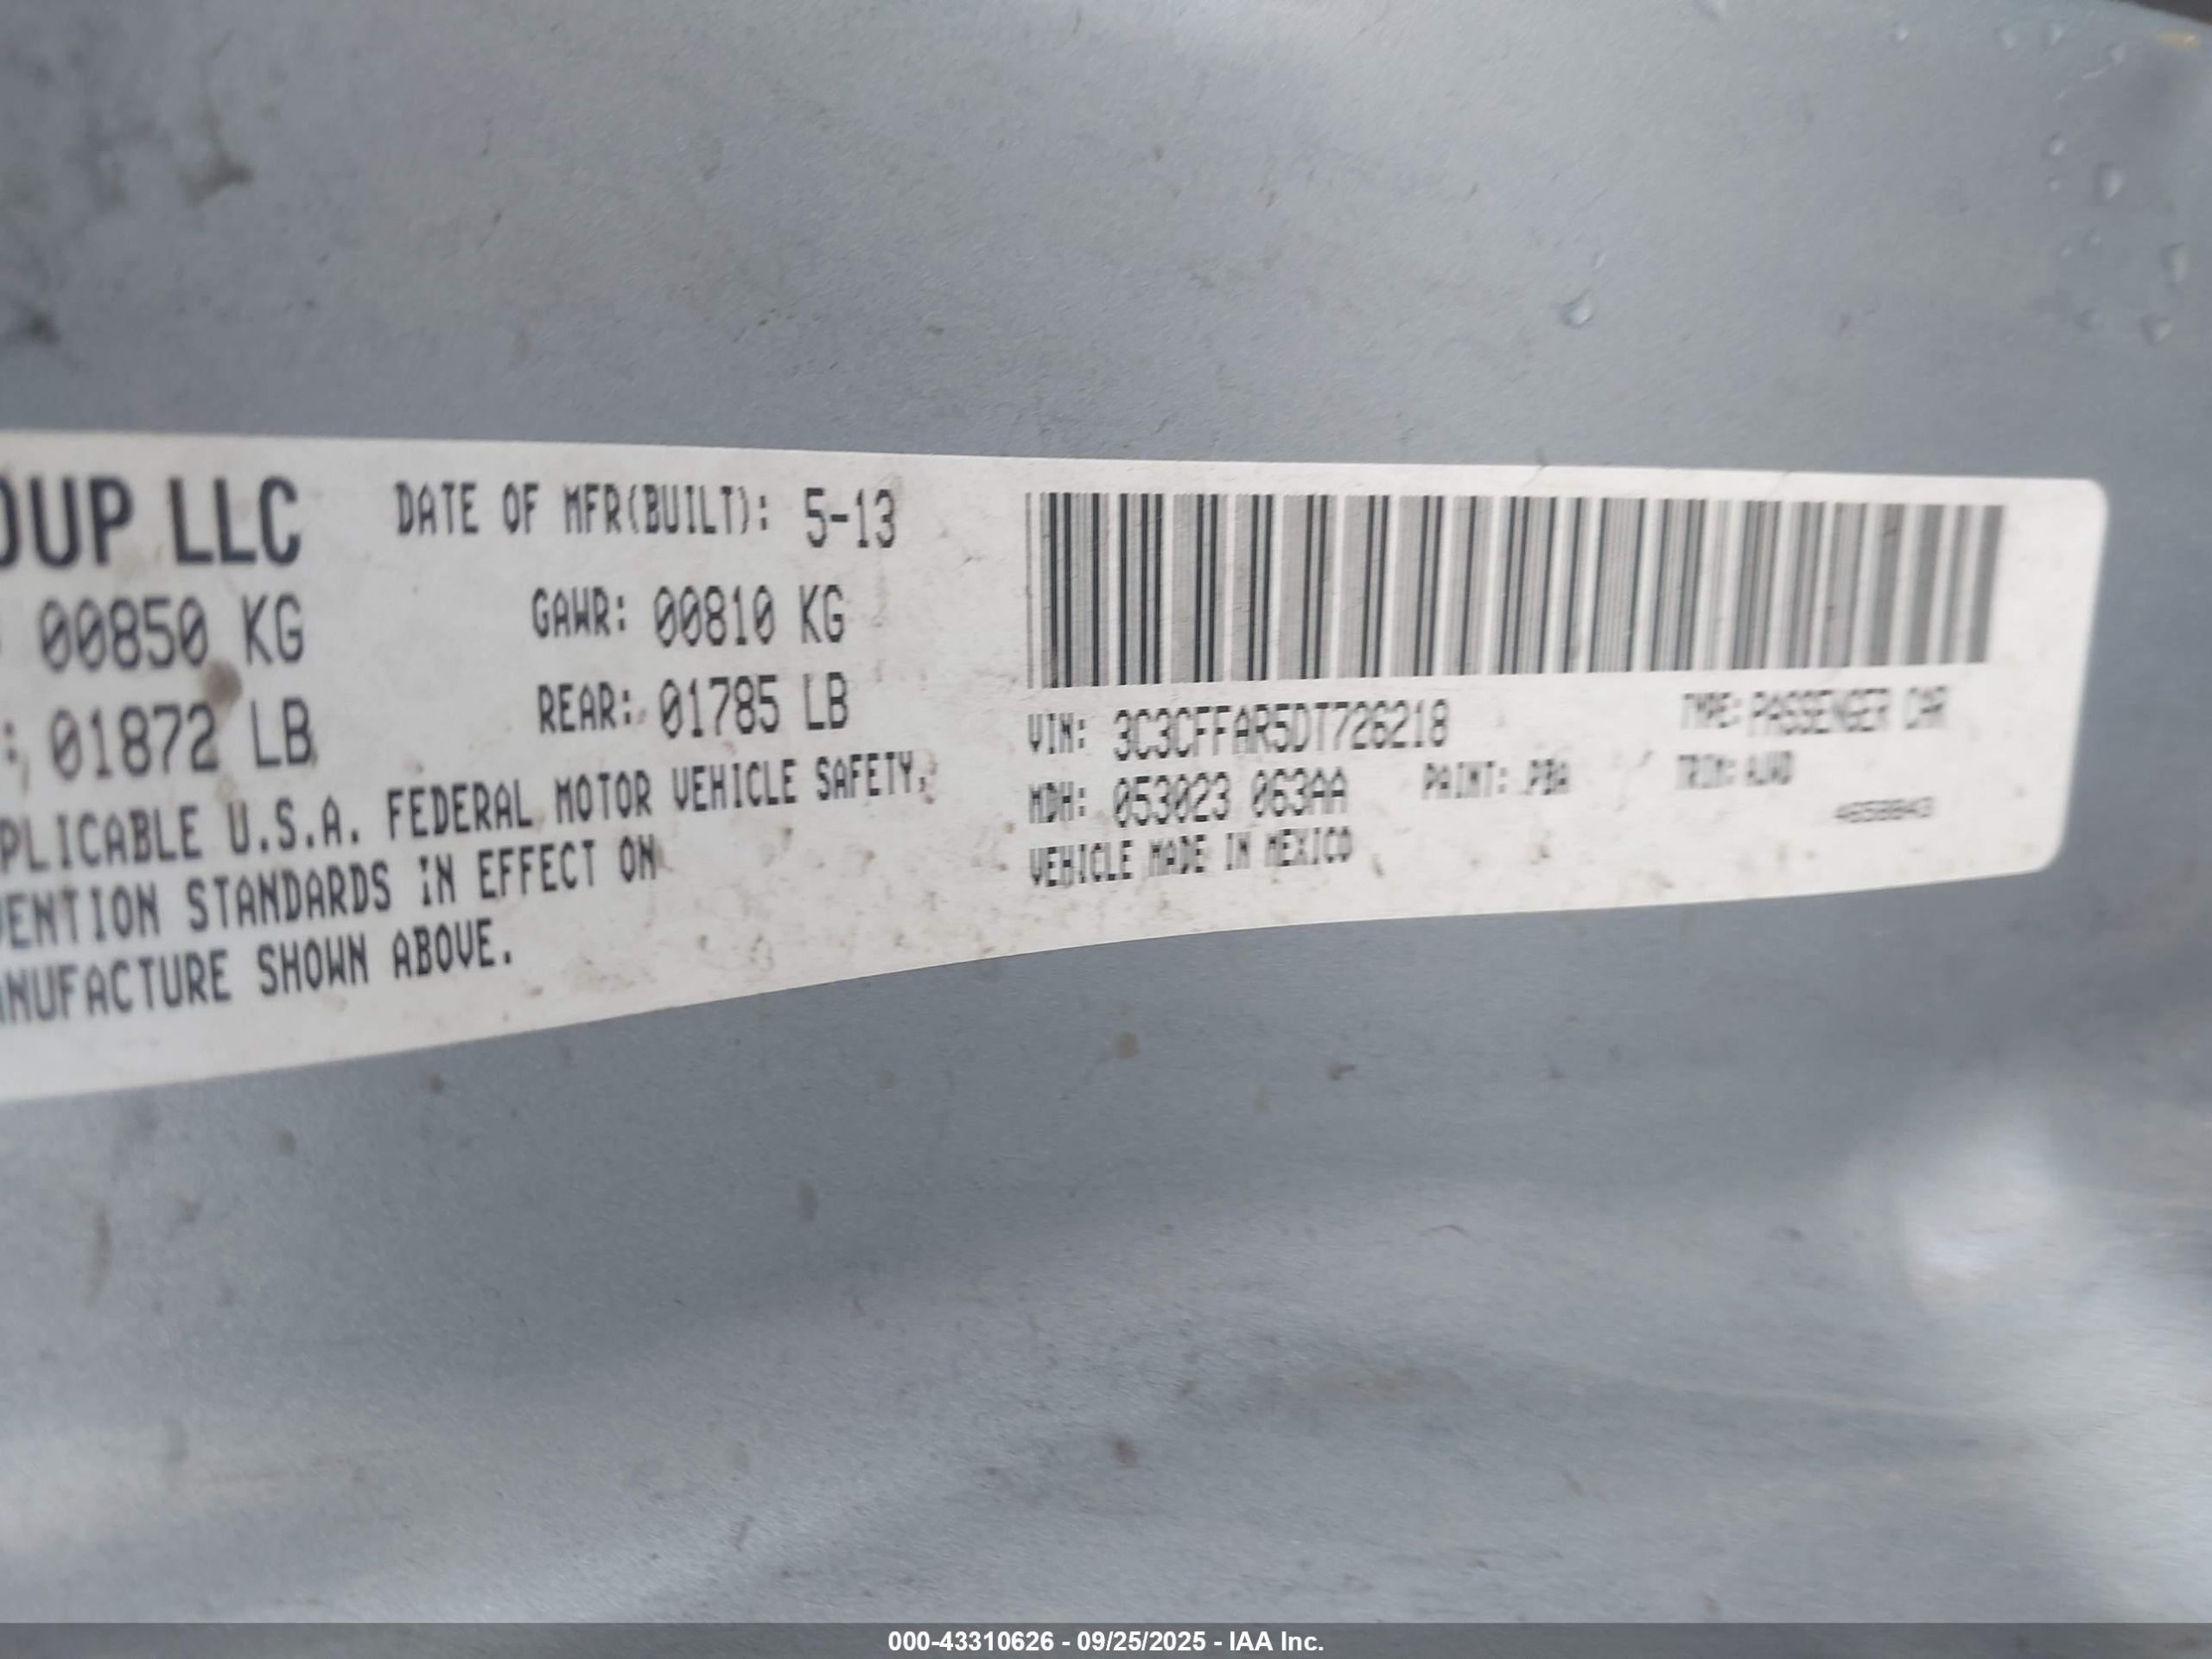 OUP LLC DATE OF MFR(BUILT): 5-13
00850 KG GAWR: 00810 KG
: 01872 LB REAR: 01785 LB
PLICABLE U.S.A. FEDERAL MOTOR VEHICLE SAFETY,
VENTION STANDARDS IN EFFECT ON
ANUFACTURE SHOWN ABOVE.
VIN: 3C3CFFAR5DT726218 TYPE: PASSENGER CAR
MDH: 053023 063AA PAINT: PBA TRIM:
VEHICLE MADE IN MEXICO
000-43310626 - 09/25/2025 - IAA Inc.